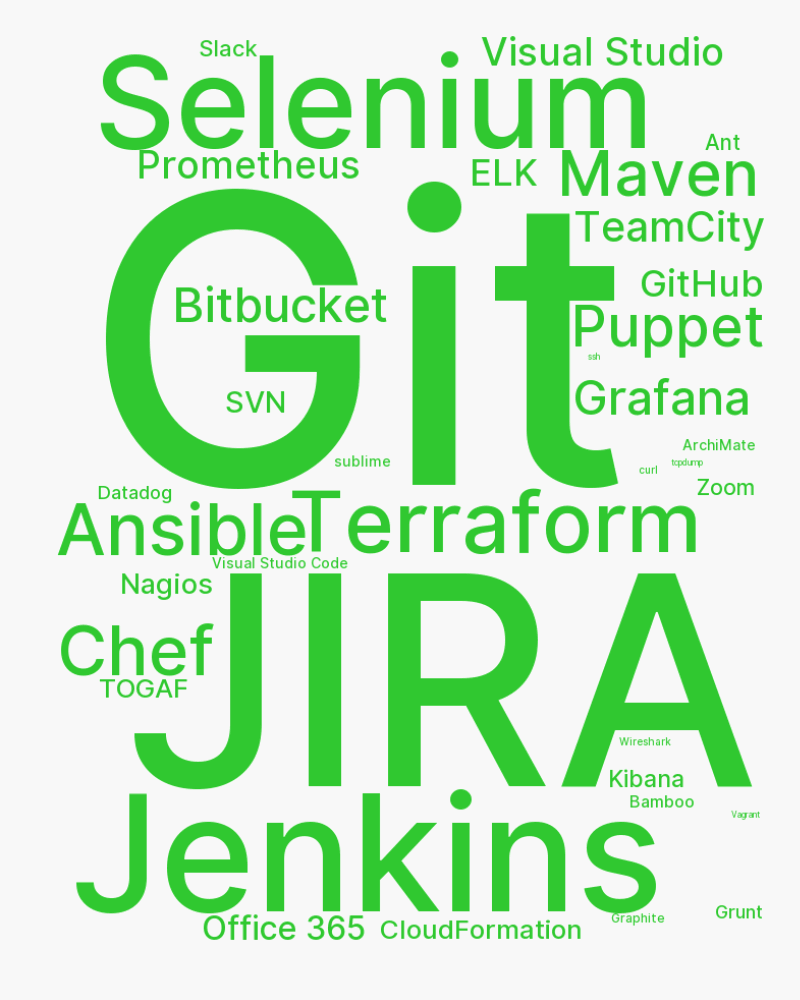 Slack
Visual Studio
Selenium
Ant
Prometheus
ELK
Maven
TeamCity
Git
GitHub
Bitbucket
Puppet
ssh
SVN
Grafana
ArchiMate
sublime
tcpdump
curl
Zoom
Datadog
Ansible
Terraform
Visual Studio Code
Nagios
JIRA
Chef
TOGAF
Wireshark
Kibana
Bamboo
Vagrant
Jenkins
Grunt
Graphite
Office 365
CloudFormation